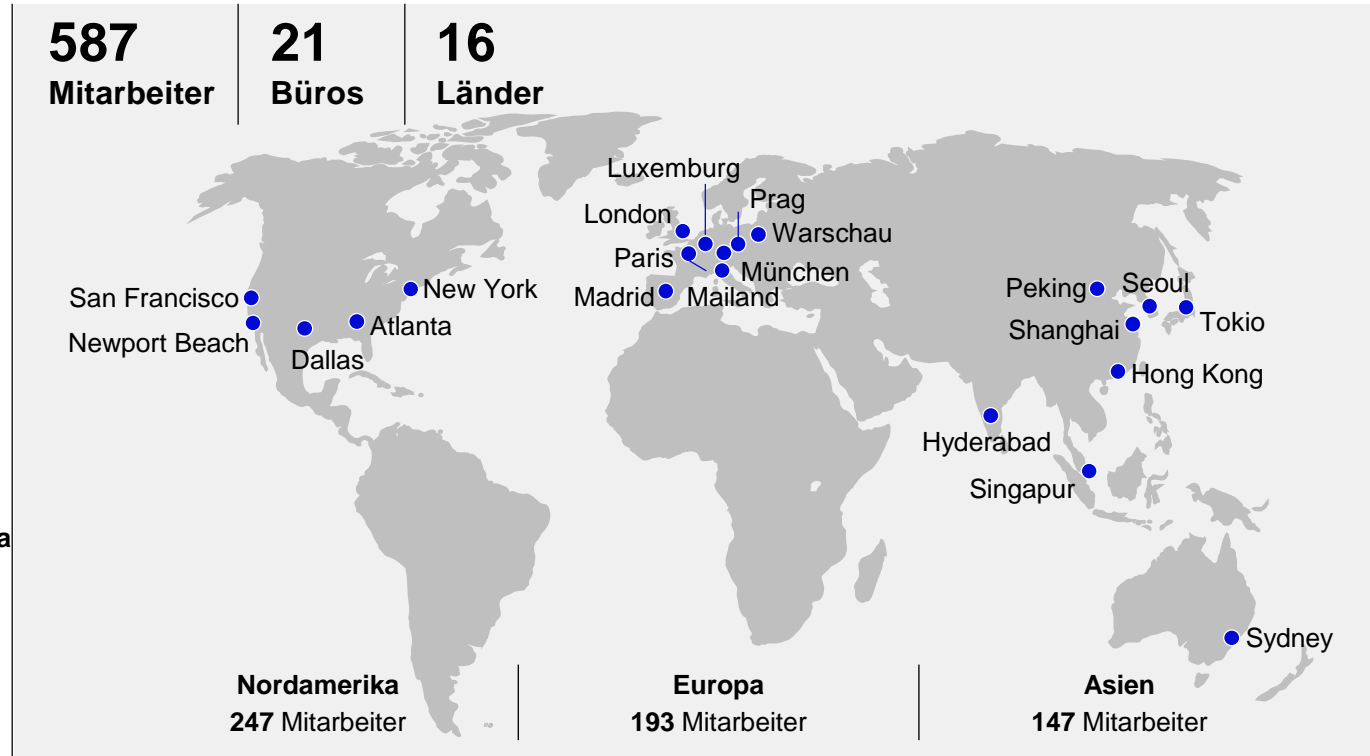 587
Mitarbeiter
21
Büros
16
Länder
Luxemburg
Prag
London
Warschau
Paris
München
Madrid
Mailand
San Francisco
New York
Newport Beach
Atlanta
Dallas
Peking
Seoul
Shanghai
Tokio
Hong Kong
Hyderabad
Singapur
Sydney
a
Nordamerika
247 Mitarbeiter
Europa
193 Mitarbeiter
Asien
147 Mitarbeiter